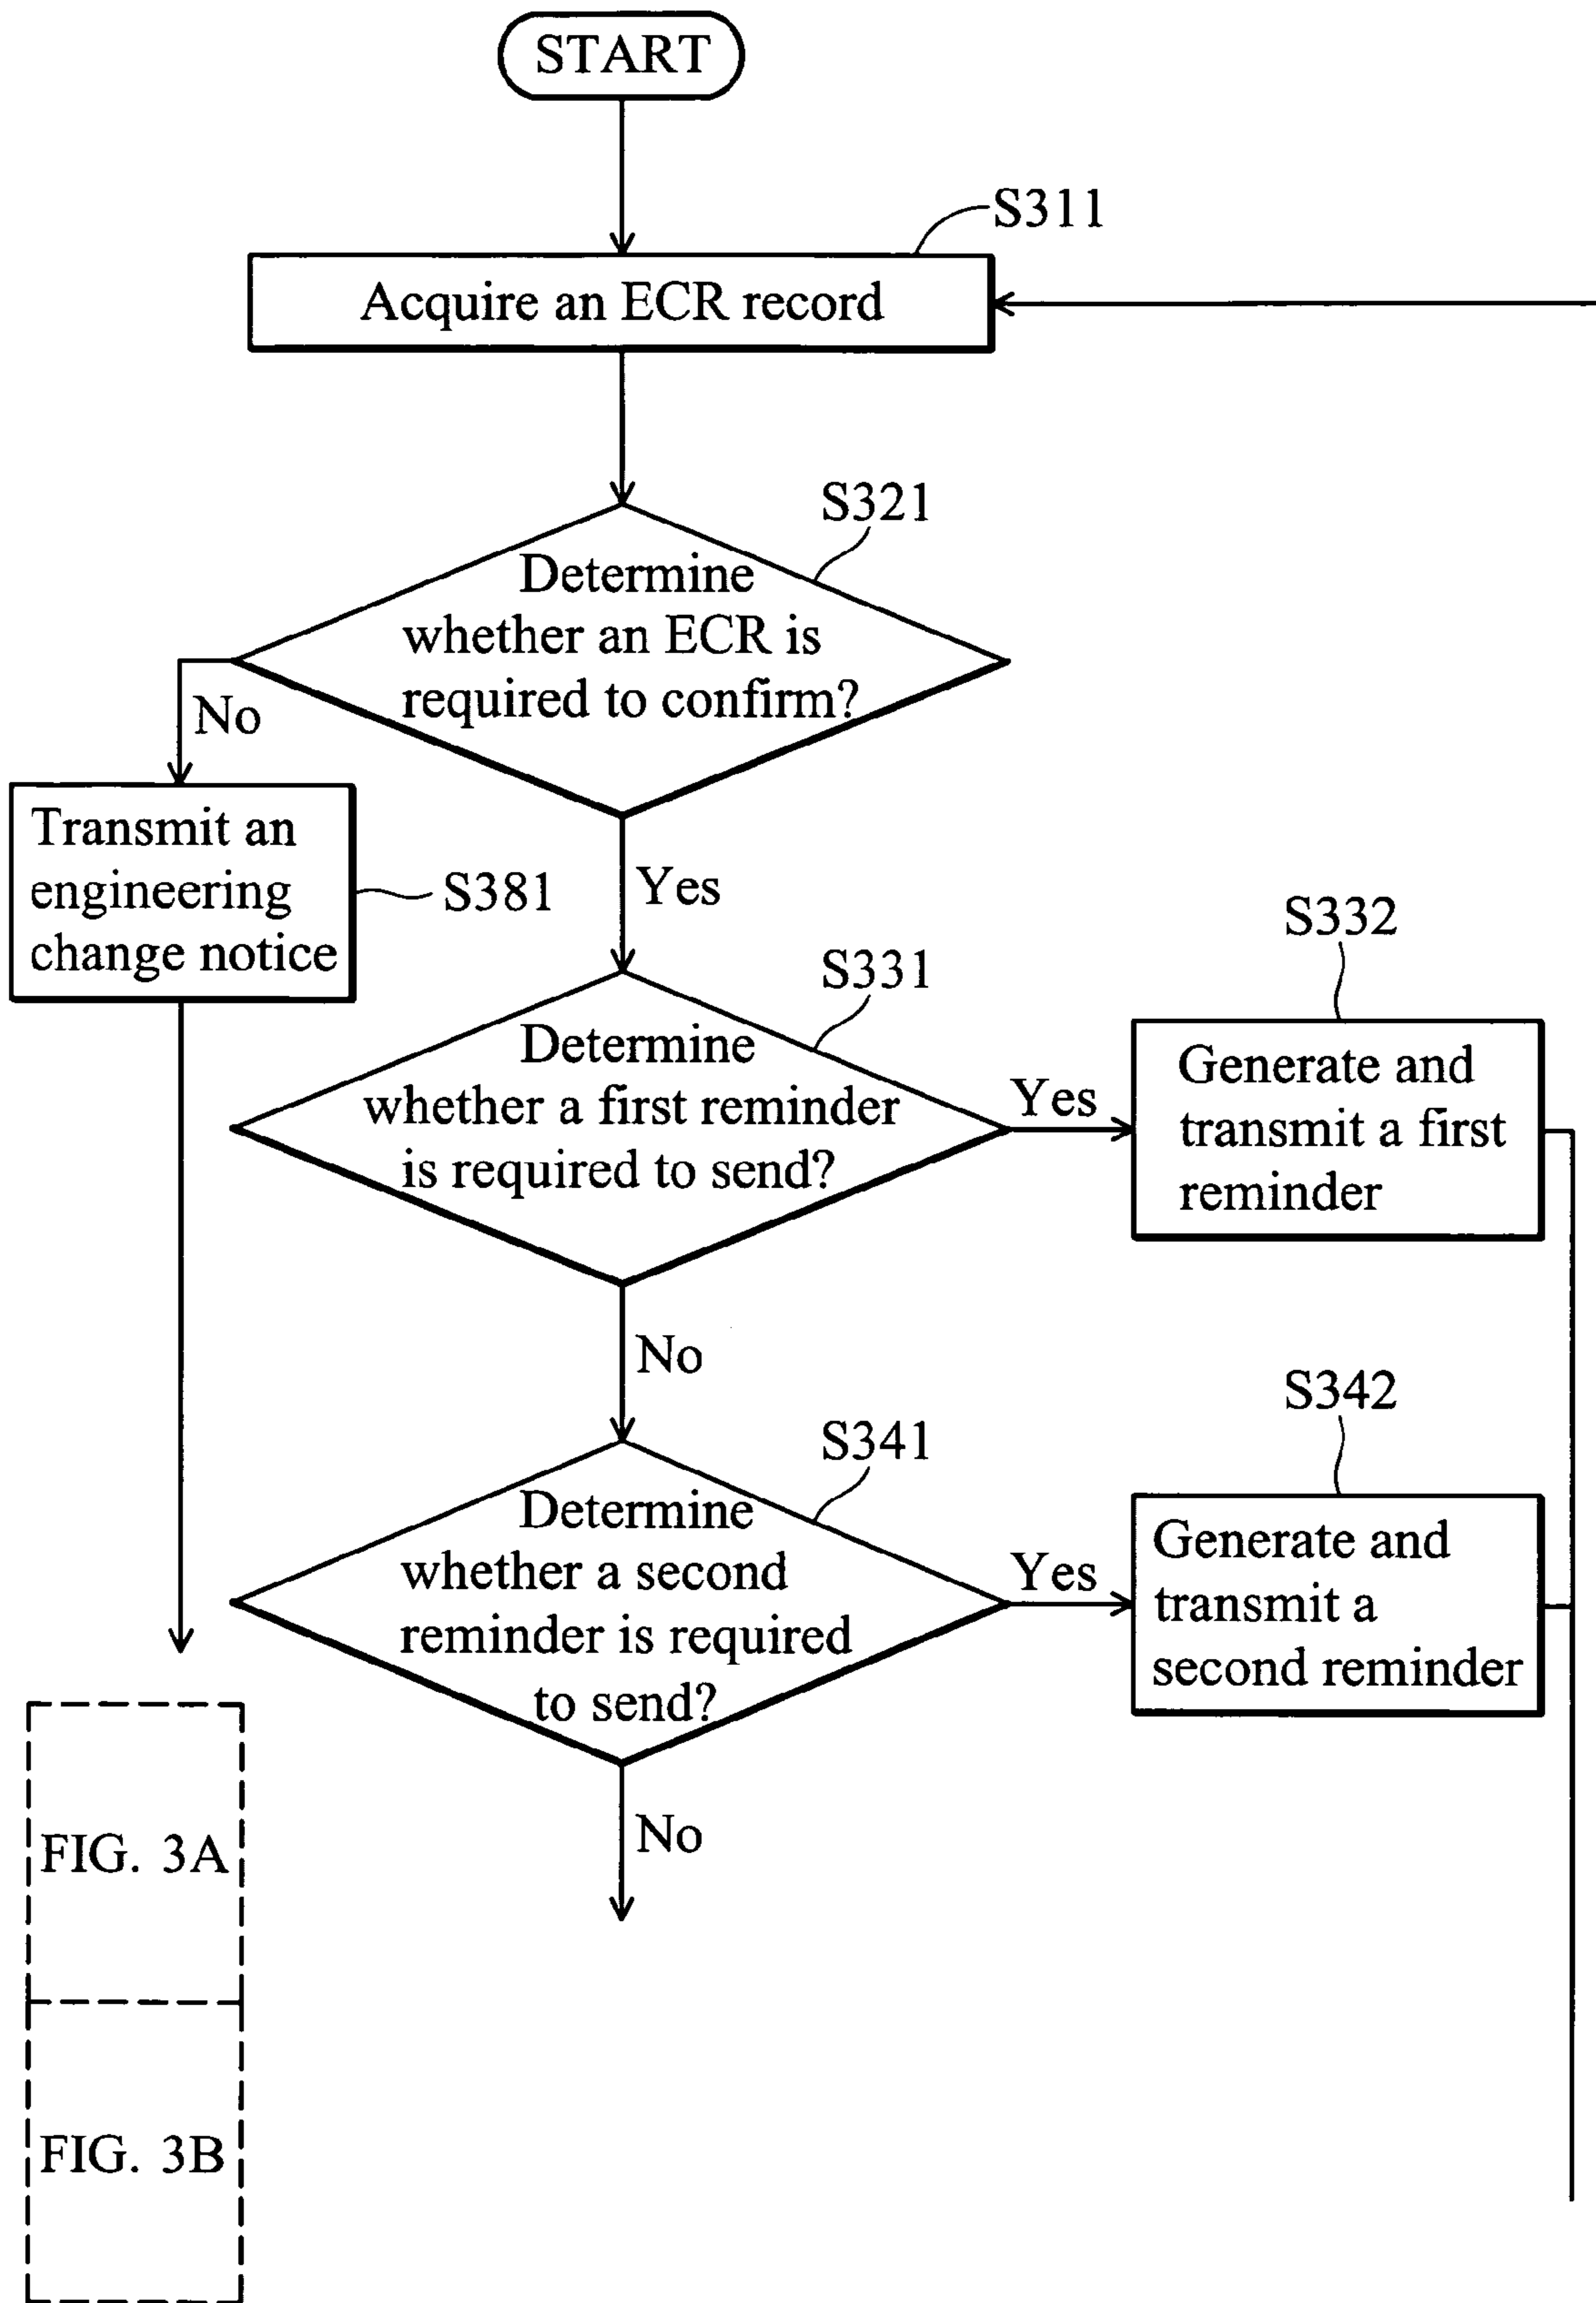 START
S311
Acquire an ECR record
S321
Determine
whether an ECR is
required to confirm?
No
Transmit an
engineering
change notice
S381
Yes
S331
Determine
whether a first reminder
is required to send?
Yes
S332
Generate and
transmit a first
reminder
No
S341
Determine
whether a second
reminder is required
to send?
Yes
S342
Generate and
transmit a
second reminder
No
FIG. 3A
FIG. 3B